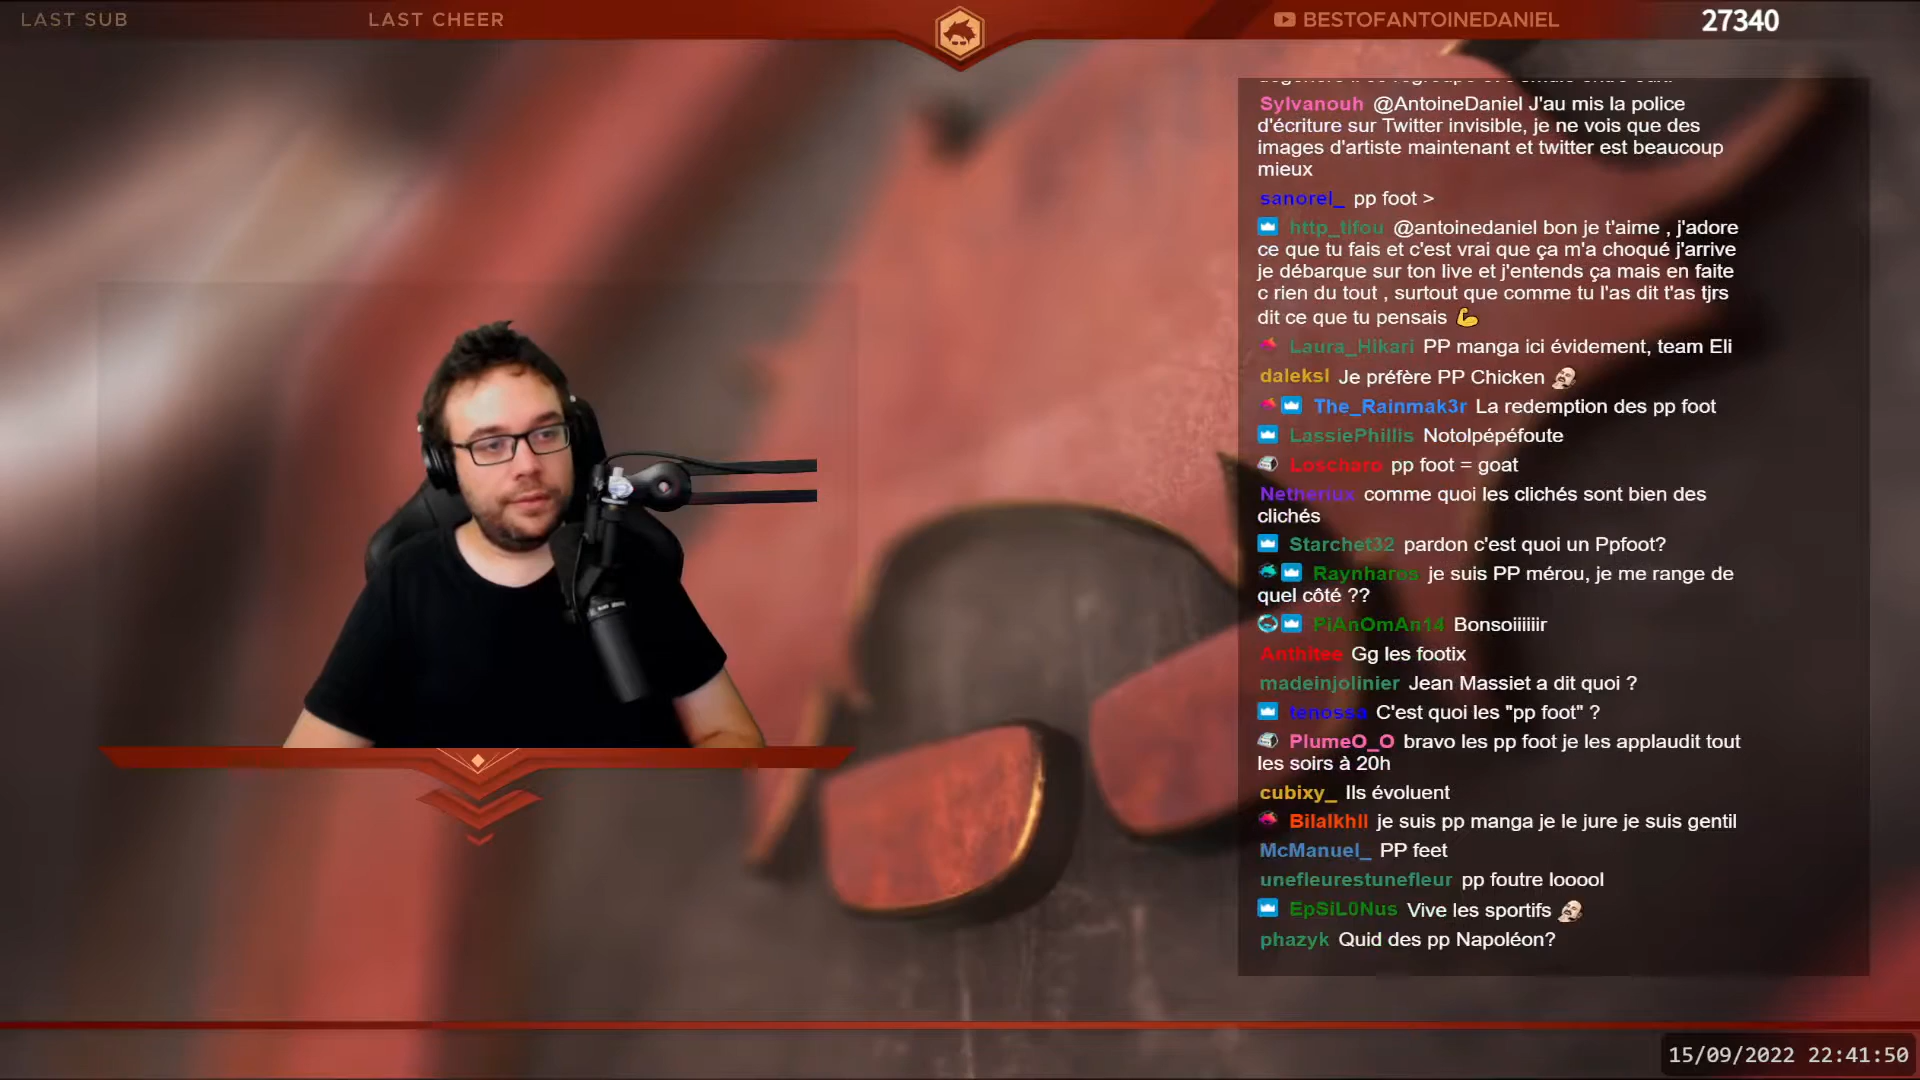 LAST SUB
LAST CHEER
BESTOFANTOINEDANIEL
27340
Sylvanouh @AntoineDaniel J'au mis la police
d'écriture sur Twitter invisible, je ne vois que des
images d'artiste maintenant et twitter est beaucoup
mieux
sanorel_ pp foot >
http_tifou @antoinedaniel bon je t'aime , j'adore
ce que tu fais et c'est vrai que ça m'a choqué j'arrive
je débarque sur ton live et j'entends ça mais en faite
c rien du tout , surtout que comme tu l'as dit t'as tjrs
dit ce que tu pensais 💪
Laura_Hikari PP manga ici évidement, team Eli
daleksl Je préfère PP Chicken
The_Rainmak3r La redemption des pp foot
LassiePhillis Notolpépéfoute
Loscharo pp foot = goat
Netheriux comme quoi les clichés sont bien des
clichés
Starchet32 pardon c'est quoi un Ppfoot?
Raynharos je suis PP mérou, je me range de
quel côté ??
PiAnOmAn14 Bonsoiiiiiir
Anthitee Gg les footix
madeinjolinier Jean Massiet a dit quoi ?
tenossa C'est quoi les "pp foot" ?
PlumeO_O bravo les pp foot je les applaudit tout
les soirs à 20h
cubixy_ Ils évoluent
Bilalkhll je suis pp manga je le jure je suis gentil
McManuel_ PP feet
unefleurestunefleur pp foutre looool
EpSiL0Nus Vive les sportifs
phazyk Quid des pp Napoléon?
15/09/2022 22:41:50